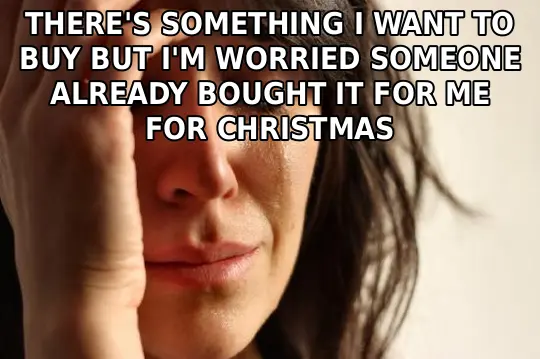 THERE'S SOMETHING I WANT TO
BUY BUT I'M WORRIED SOMEONE
ALREADY BOUGHT IT FOR ME
FOR CHRISTMAS